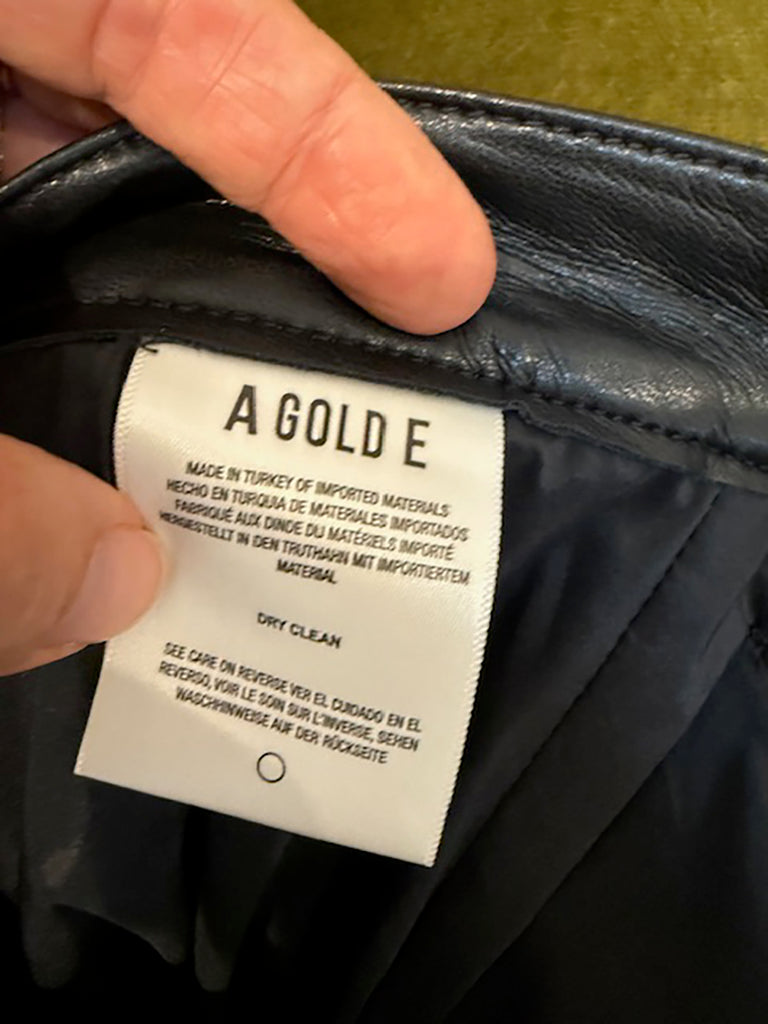 A GOLD E
MADE IN TURKEY OF IMPORTED MATERIALS
HECHO EN TURQUIA DE MATERIALES IMPORTADOS
FABRIQUÉ AUX DINDE DU MATÉRIELS IMPORTÉ
HERGESTELLT IN DEN TRUTHAHN MIT IMPORTIERTEM
MATERIAL
DRY CLEAN
SEE CARE ON REVERSE VER EL CUIDADO EN EL
REVERSO, VOIR LE SOIN SUR L'INVERSE, SEHEN
WASCHHINWEISE AUF DER RÜCKSEITE